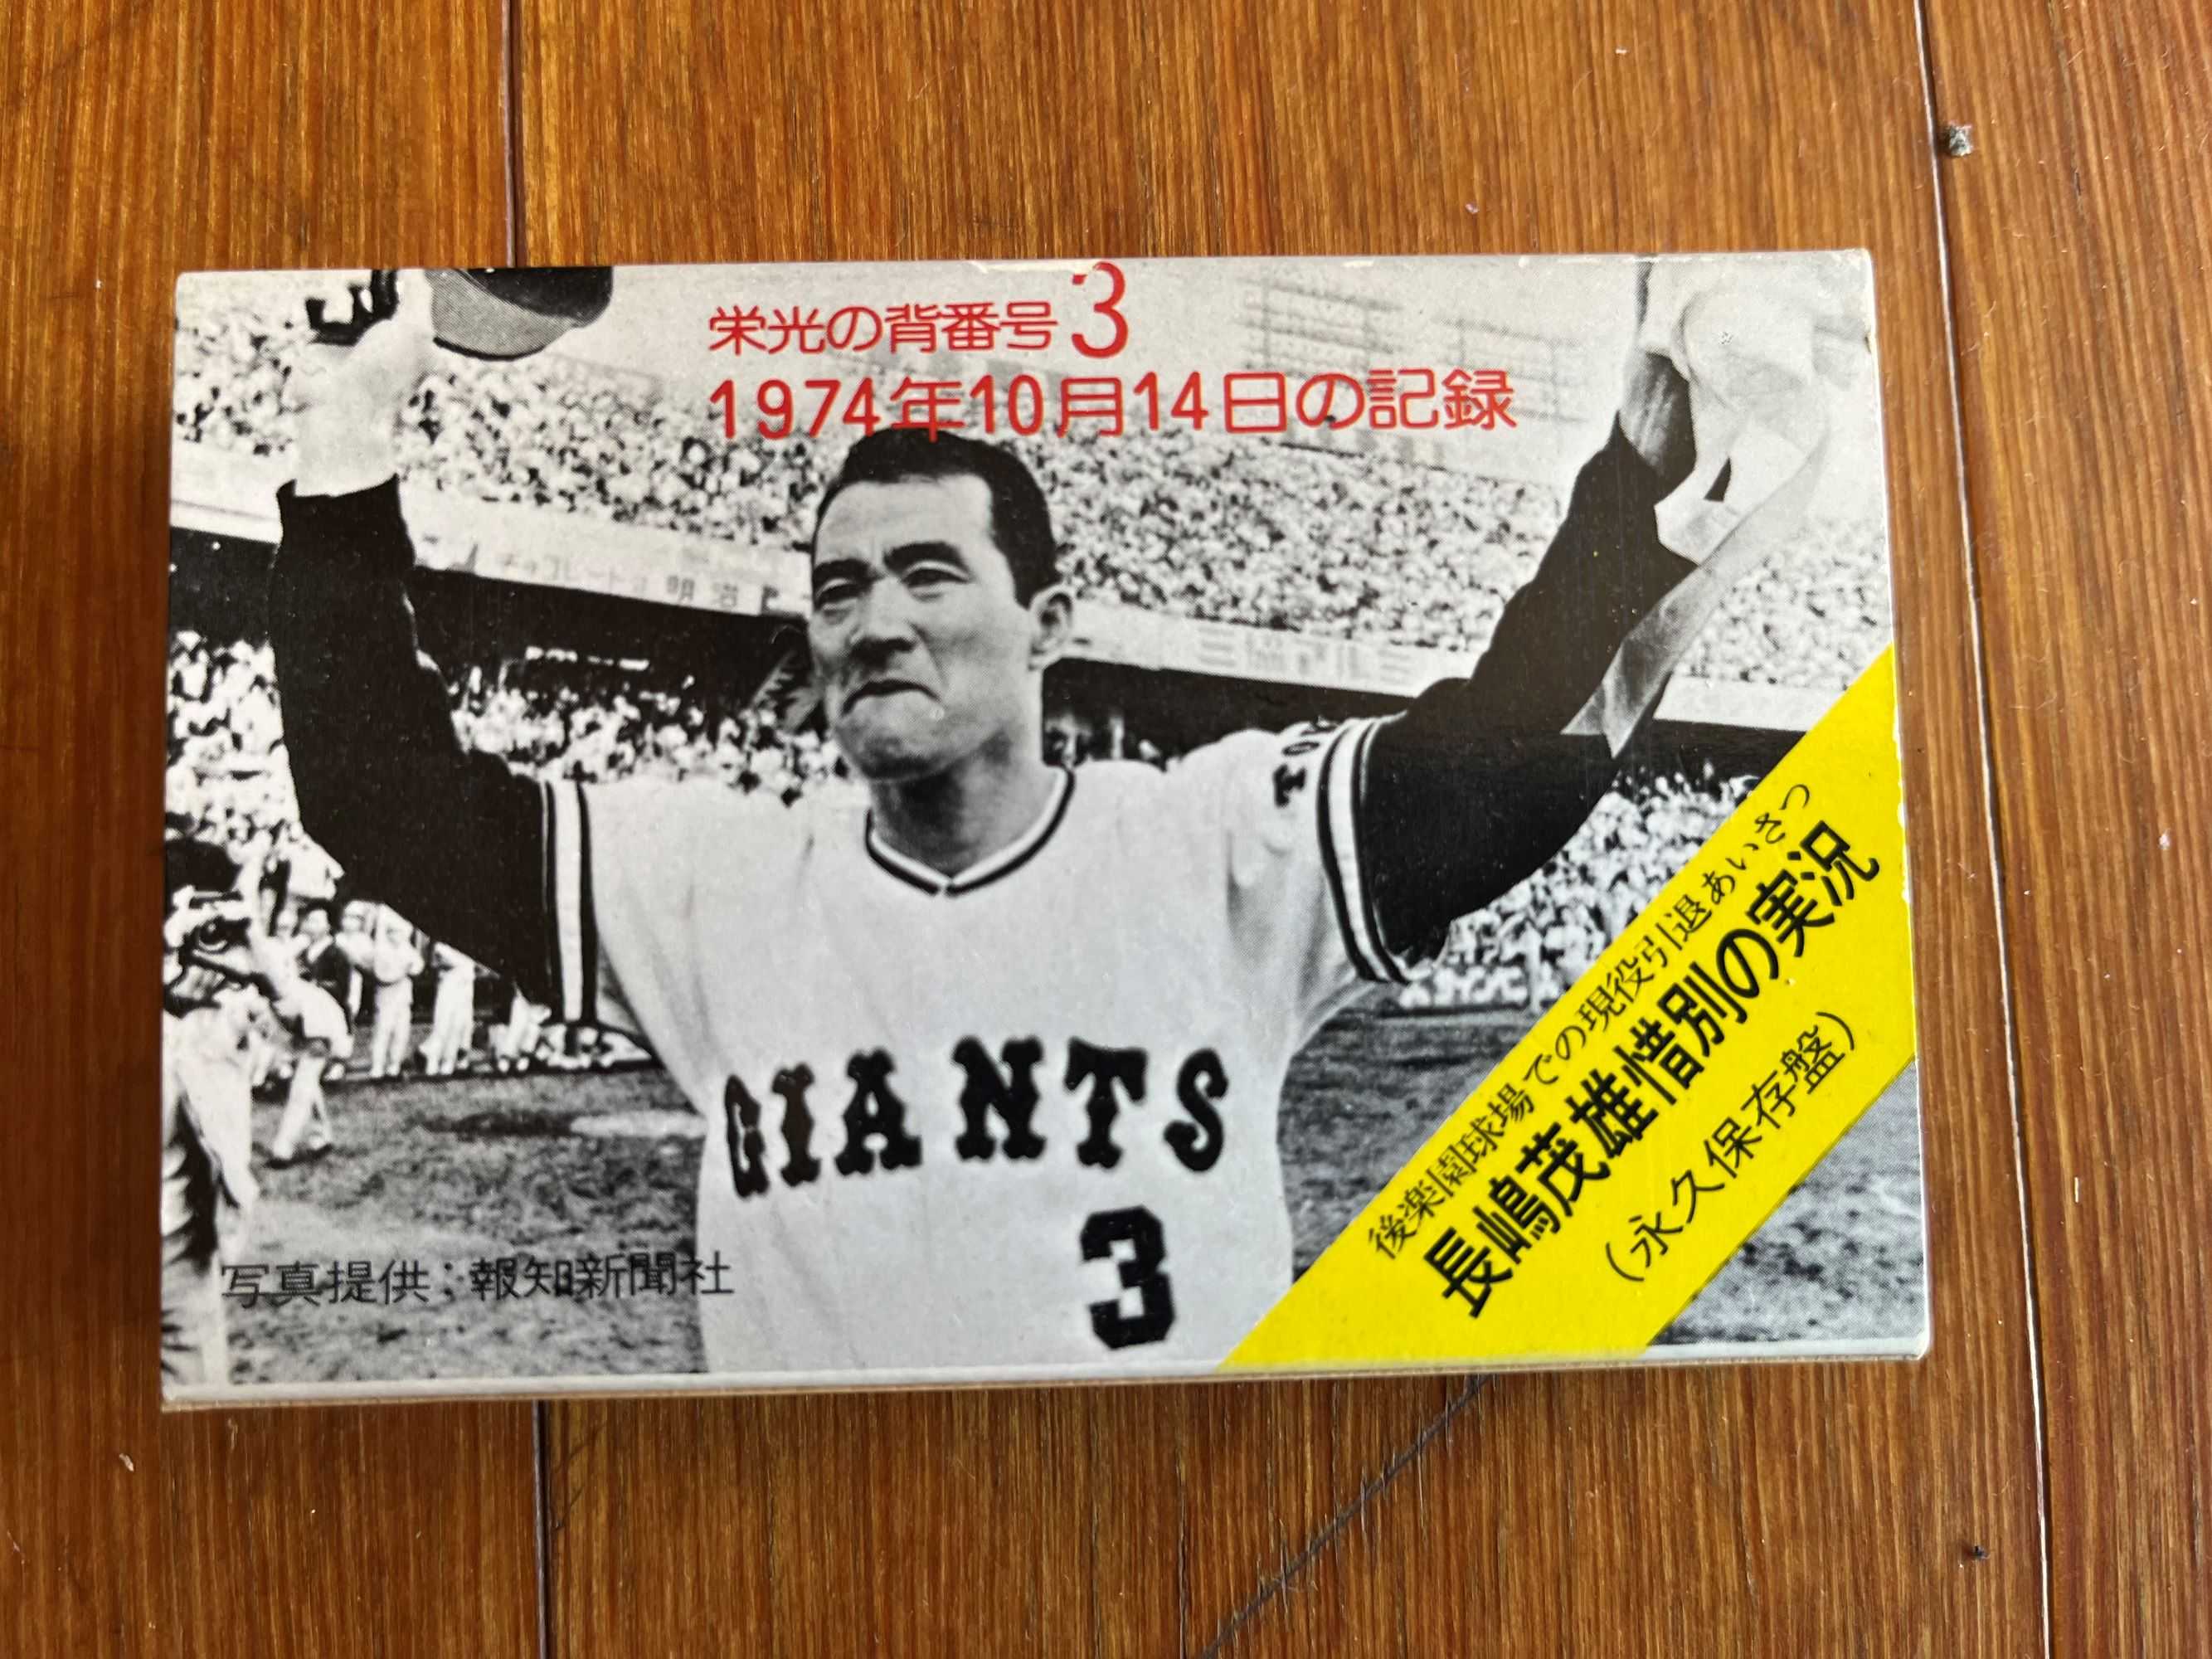 栄光の背番号3
1974年10月14日の記録
明治
TO
GIANTS
3
後楽園球場での現役引退あいさつ
長嶋茂雄惜別の実況
(永久保存盤)
写真提供:報知新聞社